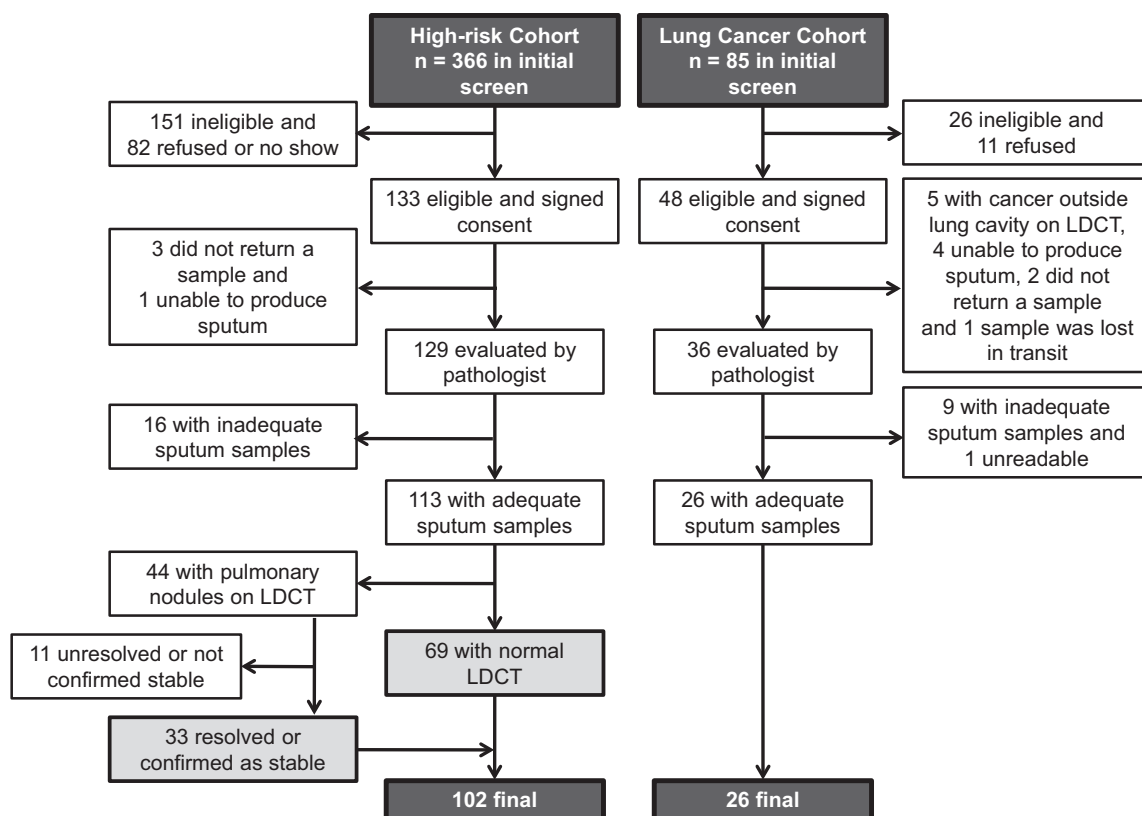 High-risk Cohort
n = 366 in initial
screen
Lung Cancer Cohort
n = 85 in initial
screen
151 ineligible and
82 refused or no show
26 ineligible and
11 refused
133 eligible and signed
consent
48 eligible and signed
consent
5 with cancer outside
lung cavity on LDCT,
4 unable to produce
sputum, 2 did not
return a sample
and 1 sample was lost
in transit
3 did not return a
sample and
1 unable to produce
sputum
129 evaluated by
pathologist
36 evaluated by
pathologist
16 with inadequate
sputum samples
9 with inadequate
sputum samples and
1 unreadable
113 with adequate
sputum samples
26 with adequate
sputum samples
44 with pulmonary
nodules on LDCT
11 unresolved or not
confirmed stable
69 with normal
LDCT
33 resolved or
confirmed as stable
102 final
26 final